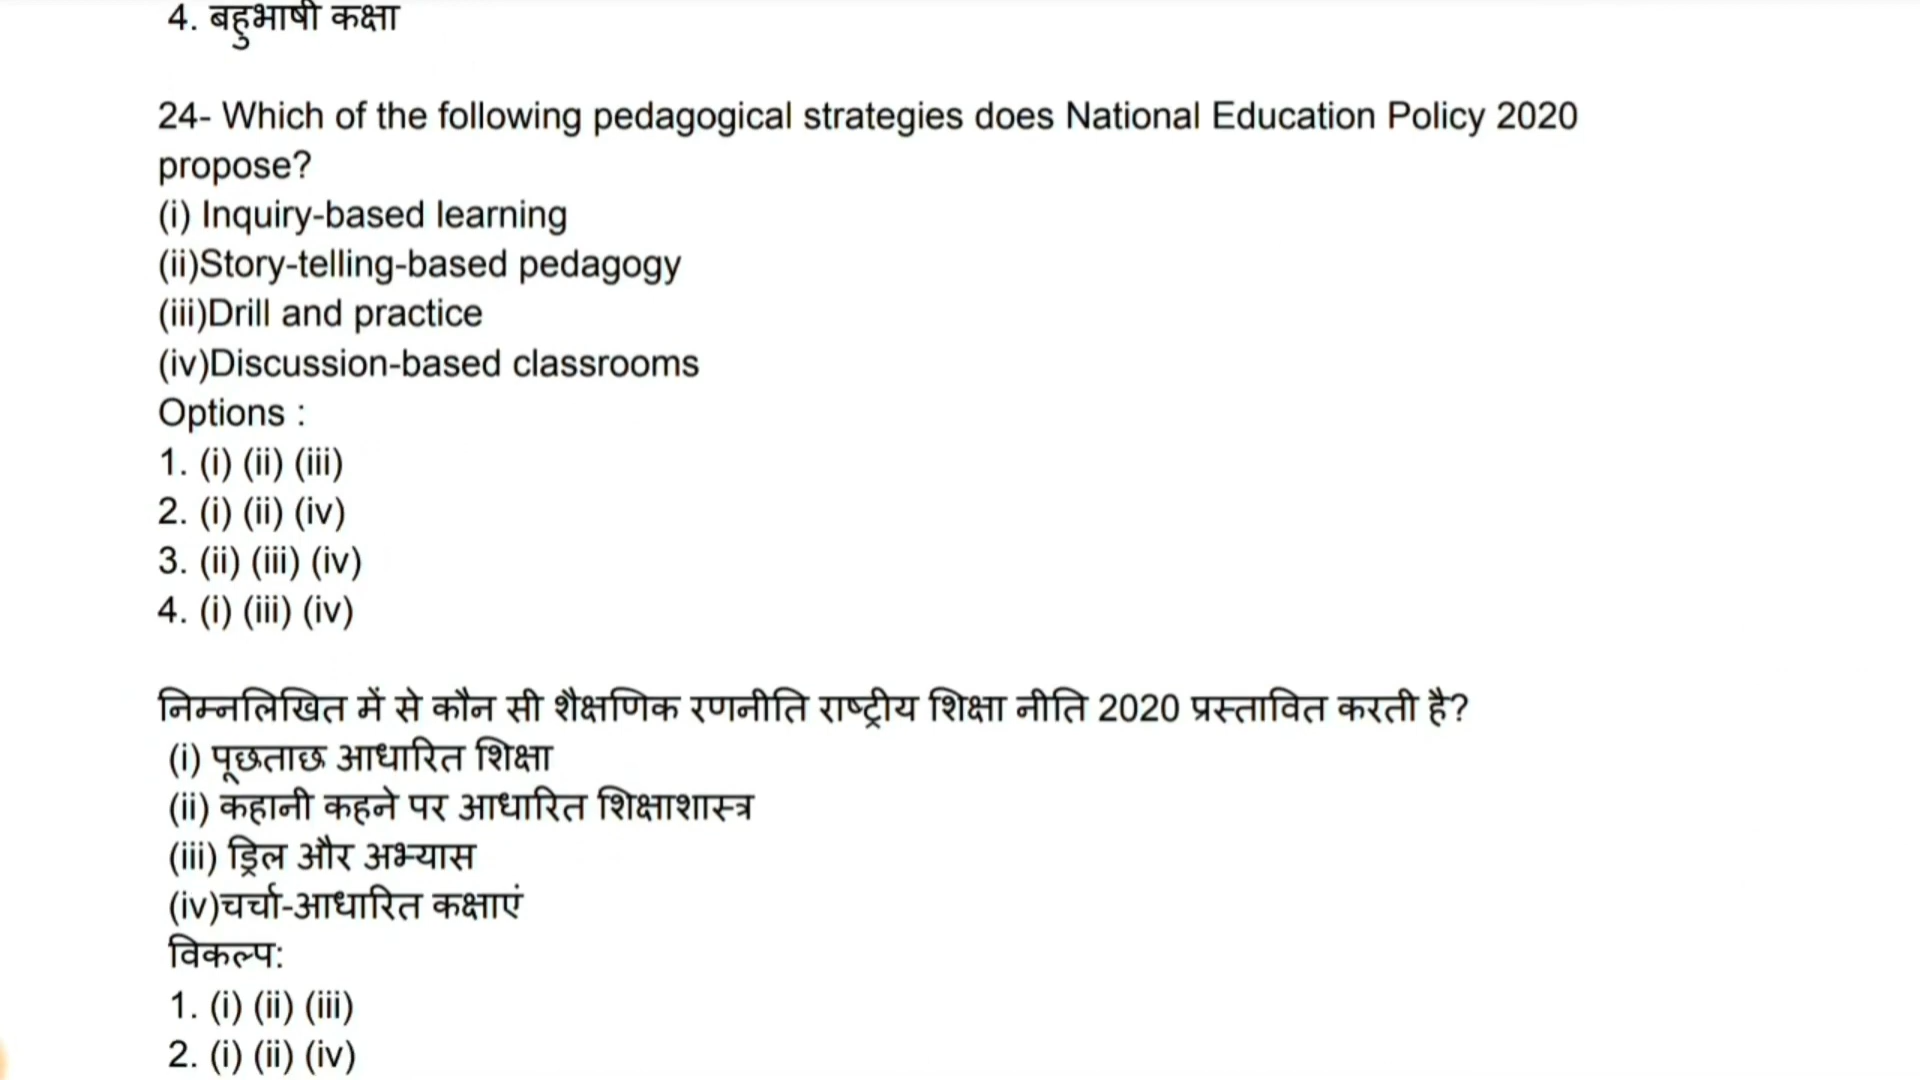 4. बहुभाषी कक्षा
24- Which of the following pedagogical strategies does National Education Policy 2020
propose?
(i) Inquiry-based learning
(ii)Story-telling-based pedagogy
(iii)Drill and practice
(iv)Discussion-based classrooms
Options :
1. (i) (ii) (iii)
2. (i) (ii) (iv)
3. (ii) (iii) (iv)
4. (i) (iii) (iv)
निम्नलिखित में से कौन सी शैक्षणिक रणनीति राष्ट्रीय शिक्षा नीति 2020 प्रस्तावित करती है?
(i) पूछताछ आधारित शिक्षा
(ii) कहानी कहने पर आधारित शिक्षाशास्त्र
(iii) ड्रिल और अभ्यास
(iv)चर्चा-आधारित कक्षाएं
विकल्प:
1. (i) (ii) (iii)
2. (i) (ii) (iv)